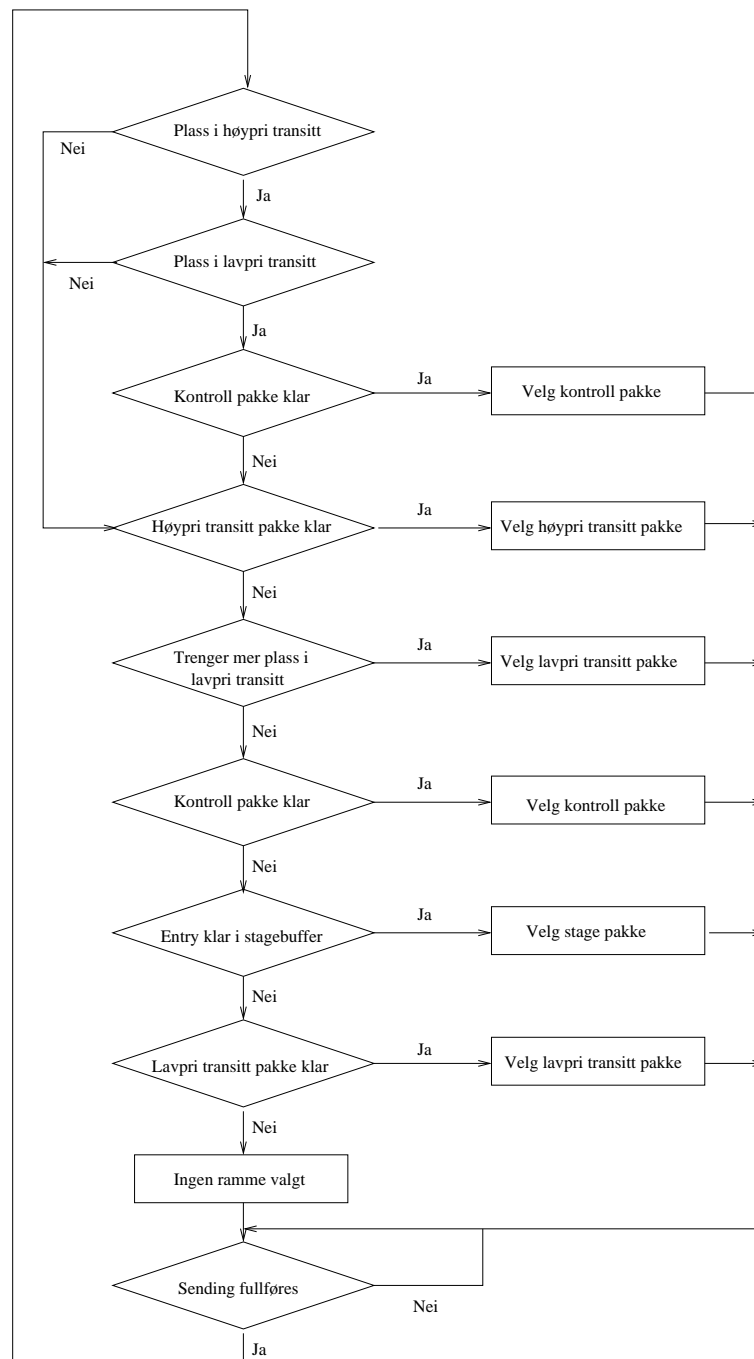 Plass i høypri transitt
Nei
Ja
Plass i lavpri transitt
Nei
Ja
Kontroll pakke klar
Ja
Velg kontroll pakke
Nei
Høypri transitt pakke klar
Ja
Velg høypri transitt pakke
Nei
Trenger mer plass i
lavpri transitt
Ja
Velg lavpri transitt pakke
Nei
Kontroll pakke klar
Ja
Velg kontroll pakke
Nei
Entry klar i stagebuffer
Ja
Velg stage pakke
Nei
Lavpri transitt pakke klar
Ja
Velg lavpri transitt pakke
Nei
Ingen ramme valgt
Sending fullføres
Nei
Ja